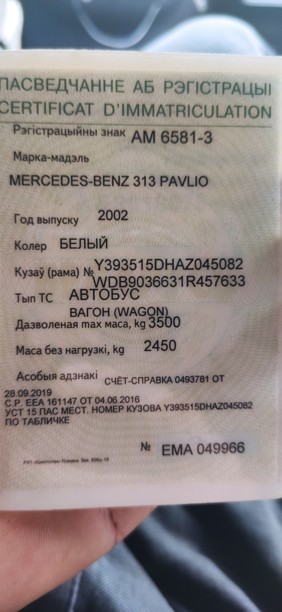 ПАСВЕДЧАННЕ АБ РЭГІСТРАЦЫІ
CERTIFICAT D'IMMATRICULATION
Рэгістрацыйны знак АМ 6581-3
Марка-мадэль
MERCEDES-BENZ 313 PAVLIO
Год выпуску 2002
Колер БЕЛЫЙ
Кузаў (рама) № Y393515DHAZ045082
WDB9036631R457633
Тып ТС АВТОБУС
ВАГОН (WAGON)
Дазволеная max маса, kg 3500
Маса без нагрузкі, kg 2450
Асобыя адзнакі СЧЁТ-СПРАВКА 0493781 ОТ
28.09.2019
С.Р. ЕЕА 161147 ОТ 04.06.2016
УСТ 15 ПАС МЕСТ. НОМЕР КУЗОВА Y393515DHAZ045082
ПО ТАБЛИЧКЕ
№ ЕМА 049966